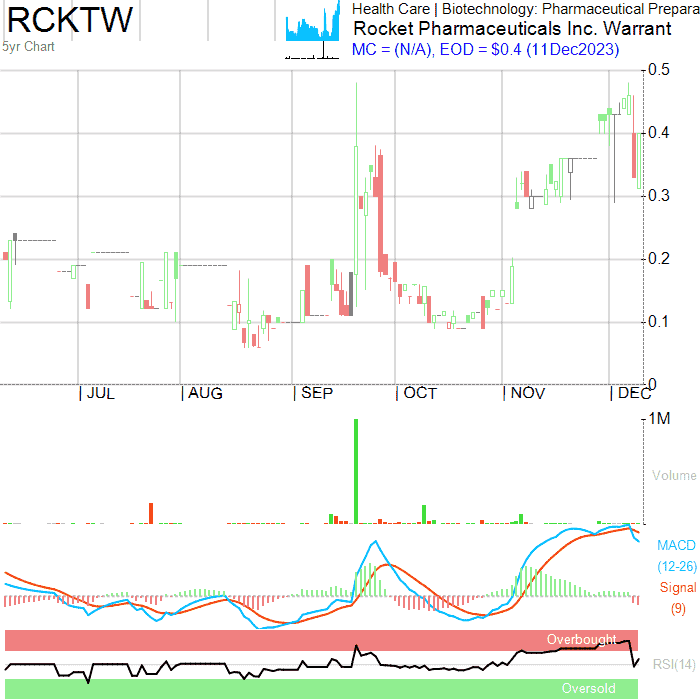 RCKTW
5yr Chart
Health Care | Biotechnology: Pharmaceutical Prepara
Rocket Pharmaceuticals Inc. Warrant
MC = (N/A), EOD = $0.4 (11Dec2023)
0.5
0.4
0.3
0.2
0.1
0
JUL
AUG
SEP
OCT
NOV
DEC
1M
Volume
MACD
(12-26)
Signal
(9)
Overbought
RSI(14)
Oversold